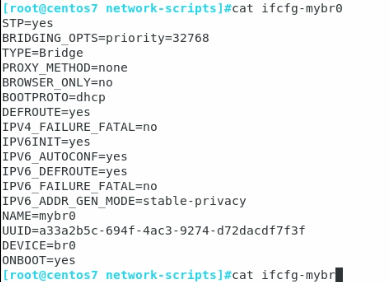 [root@centos7 network-scripts]#cat ifcfg-mybr0
STP=yes
BRIDGING_OPTS=priority=32768
TYPE=Bridge
PROXY_METHOD=none
BROWSER_ONLY=no
BOOTPROTO=dhcp
DEFROUTE=yes
IPV4_FAILURE_FATAL=no
IPV6INIT=yes
IPV6_AUTOCONF=yes
IPV6_DEFROUTE=yes
IPV6_FAILURE_FATAL=no
IPV6_ADDR_GEN_MODE=stable-privacy
NAME=mybr0
UUID=a33a2b5c-694f-4ac3-9274-d72dacdf7f3f
DEVICE=br0
ONBOOT=yes
[root@centos7 network-scripts]#cat ifcfg-mybr